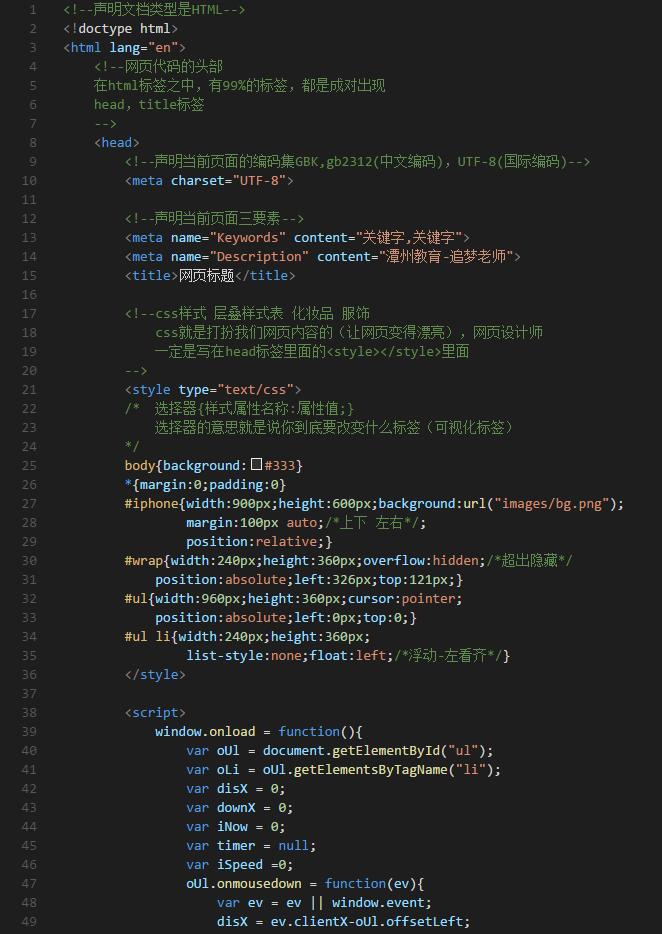 1 <!--声明文档类型是HTML-->
2 <!doctype html>
3 <html lang="en">
4 <!--网页代码的头部
5 在html标签之中，有99%的标签，都是成对出现
6 head，title标签
7 -->
8 <head>
9 <!--声明当前页面的编码集GBK,gb2312(中文编码)，UTF-8(国际编码)-->
10 <meta charset="UTF-8">
11
12 <!--声明当前页面三要素-->
13 <meta name="Keywords" content="关键字,关键字">
14 <meta name="Description" content="潭州教育-追梦老师">
15 <title>网页标题</title>
16
17 <!--css样式 层叠样式表 化妆品 服饰
18 css就是打扮我们网页内容的（让网页变得漂亮），网页设计师
19 一定是写在head标签里面的<style></style>里面
20 -->
21 <style type="text/css">
22 /* 选择器{样式属性名称:属性值;}
23 选择器的意思就是说你到底要改变什么标签（可视化标签）
24 */
25 body{background:#333}
26 *{margin:0;padding:0}
27 #iphone{width:900px;height:600px;background:url("images/bg.png");
28 margin:100px auto;/*上下 左右*/;
29 position:relative;}
30 #wrap{width:240px;height:360px;overflow:hidden;/*超出隐藏*/
31 position:absolute;left:326px;top:121px;}
32 #ul{width:960px;height:360px;cursor:pointer;
33 position:absolute;left:0px;top:0;}
34 #ul li{width:240px;height:360px;
35 list-style:none;float:left;/*浮动-左看齐*/}
36 </style>
37
38 <script>
39 window.onload = function(){
40 var oUl = document.getElementById("ul");
41 var oLi = oUl.getElementsByTagName("li");
42 var disX = 0;
43 var downX = 0;
44 var iNow = 0;
45 var timer = null;
46 var iSpeed =0;
47 oUl.onmousedown = function(ev){
48 var ev = ev || window.event;
49 disX = ev.clientX-oUl.offsetLeft;